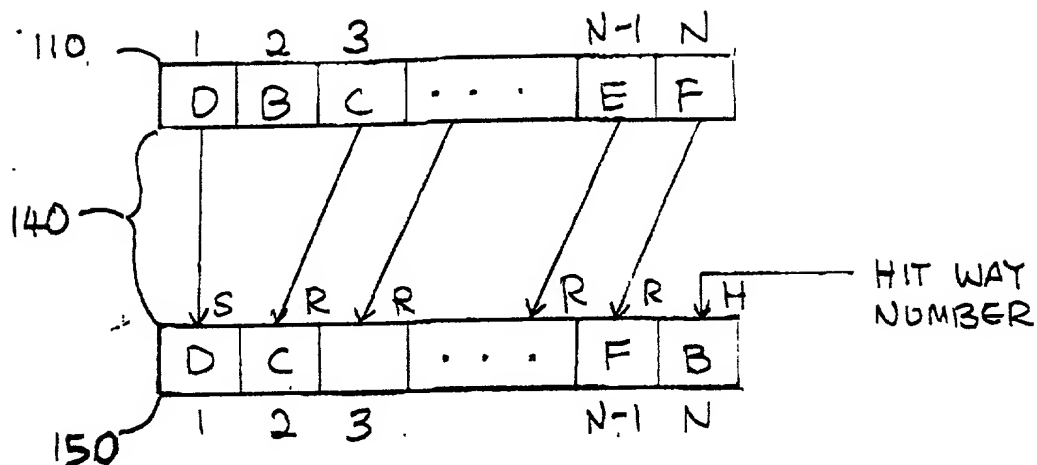 1 2 3 N-1 N
110
D B C . . . E F
140
S R R R R H
HIT WAY
NUMBER
D C . . . F B
1 2 3 N-1 N
150